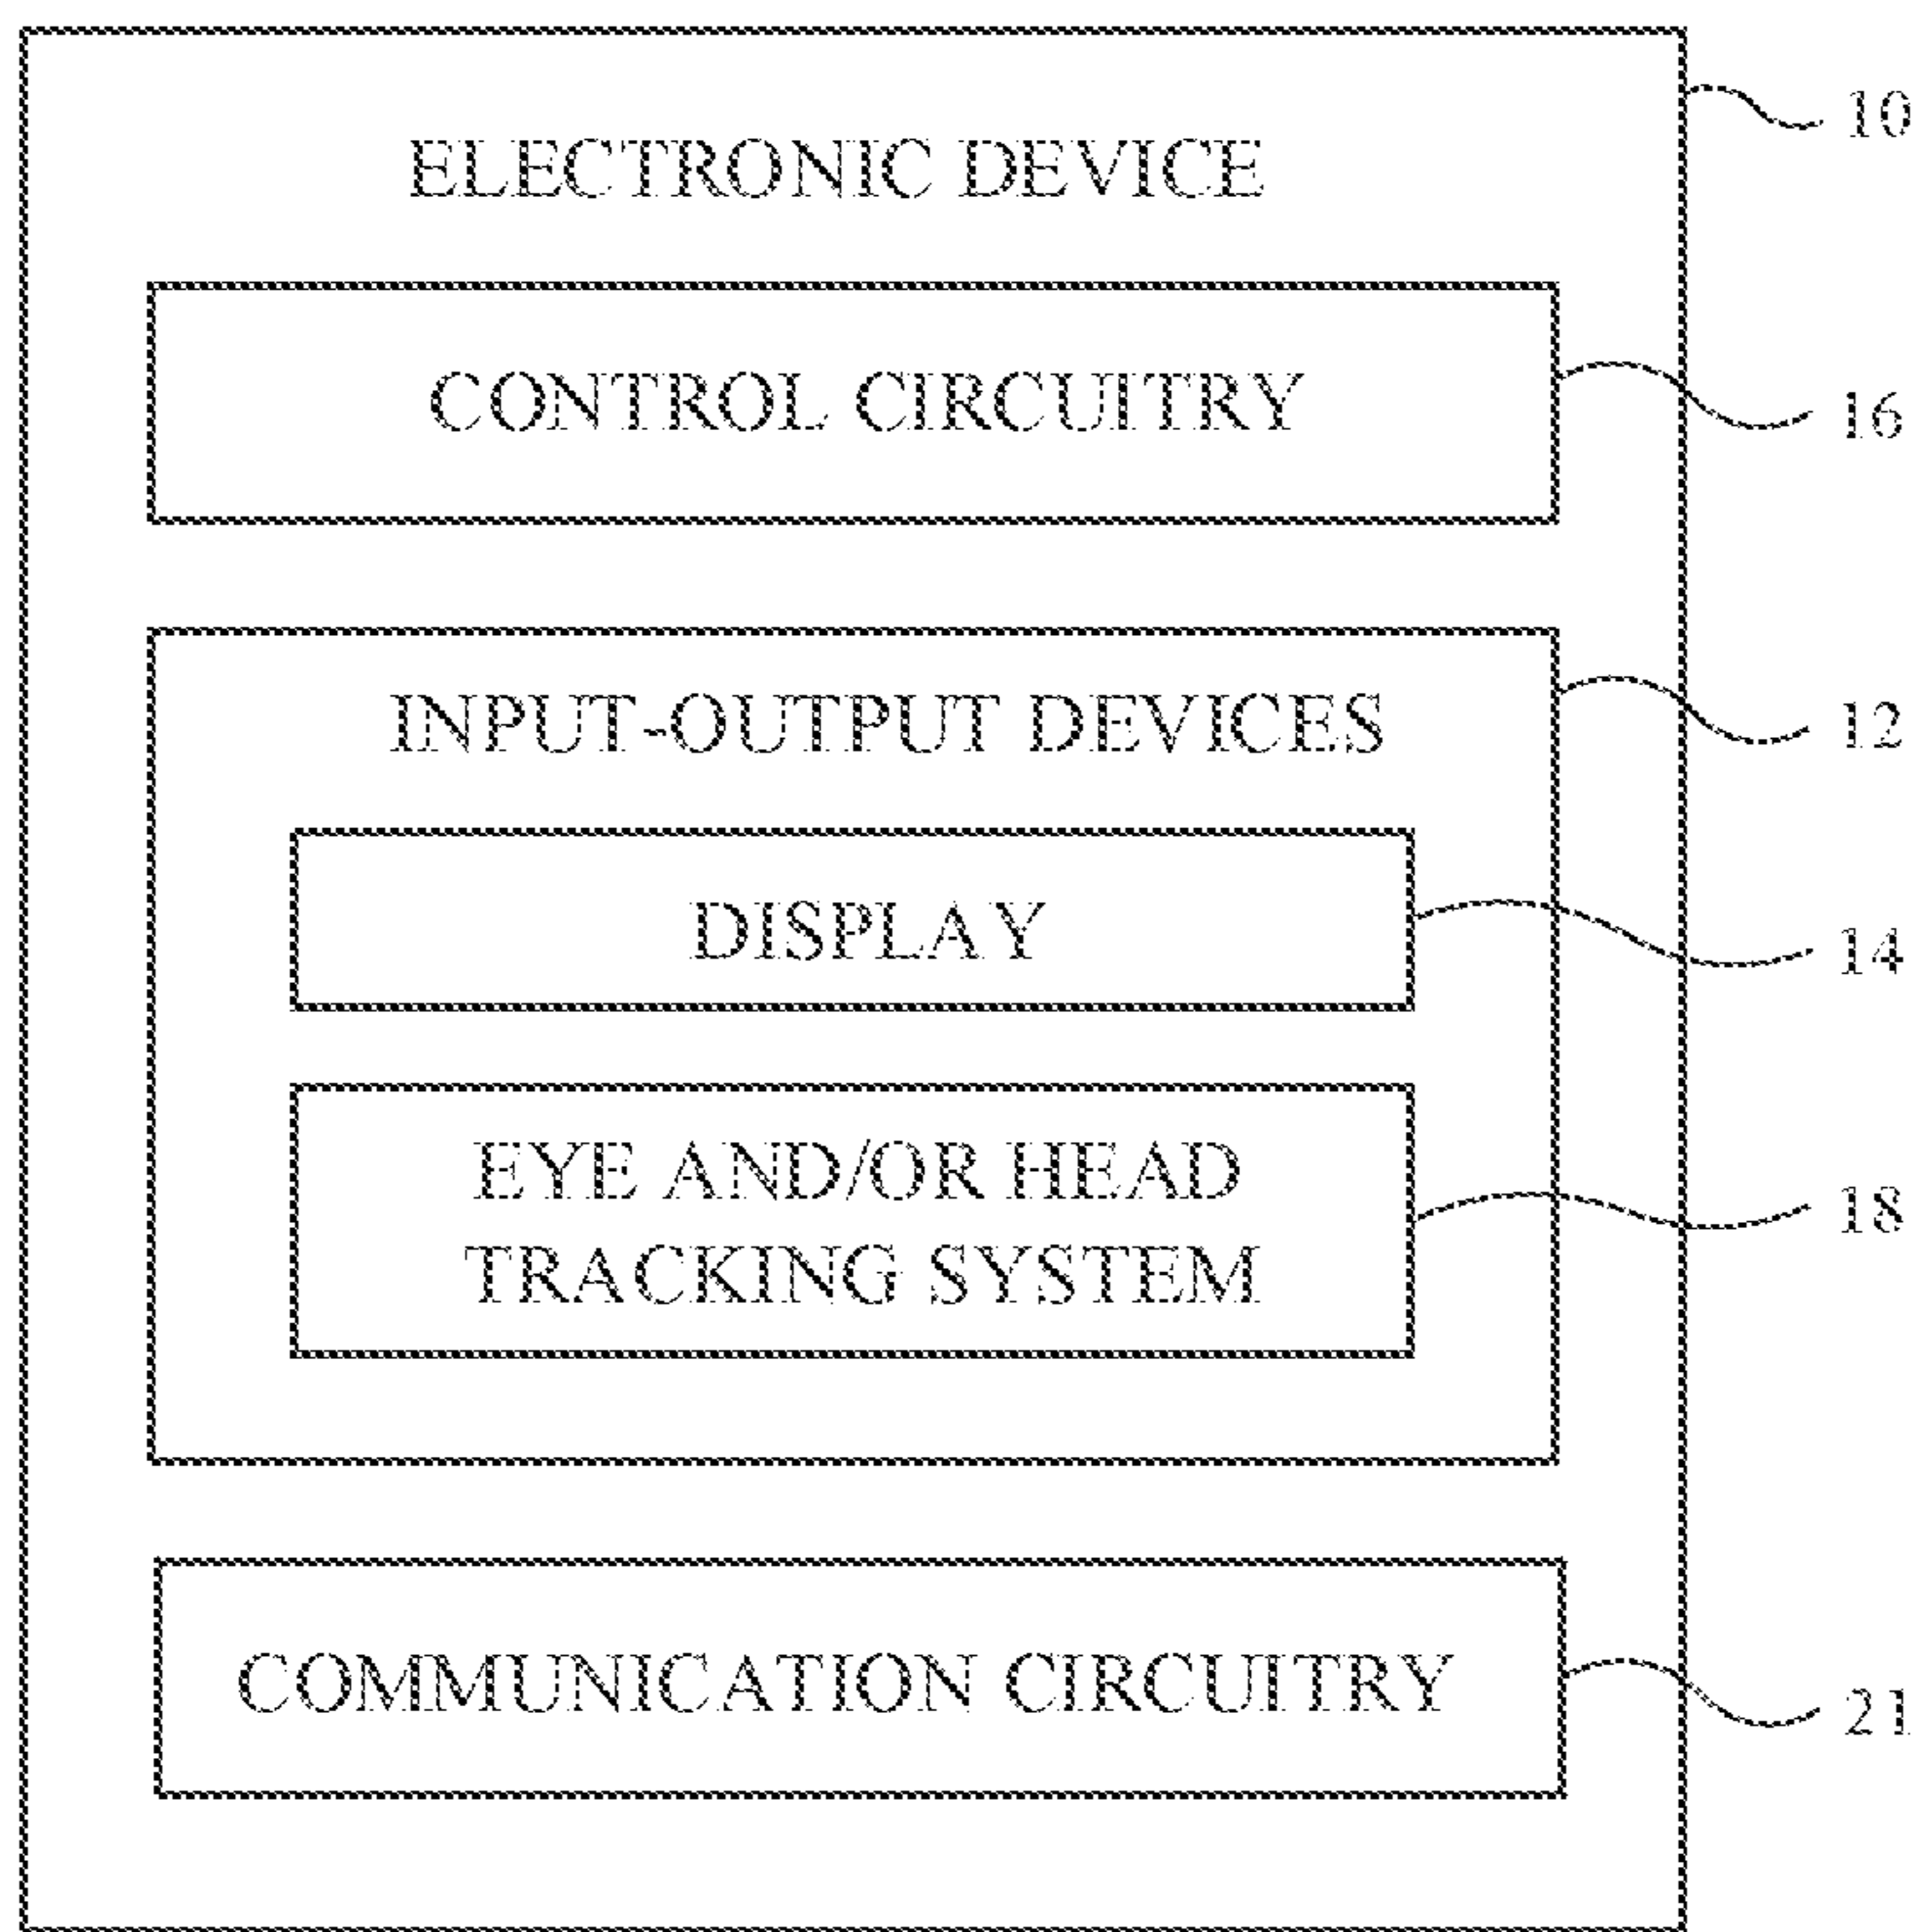 ELECTRONIC DEVICE
10
CONTROL CIRCUITRY
16
INPUT-OUTPUT DEVICES
12
DISPLAY
14
EYE AND/OR HEAD
TRACKING SYSTEM
18
COMMUNICATION CIRCUITRY
21